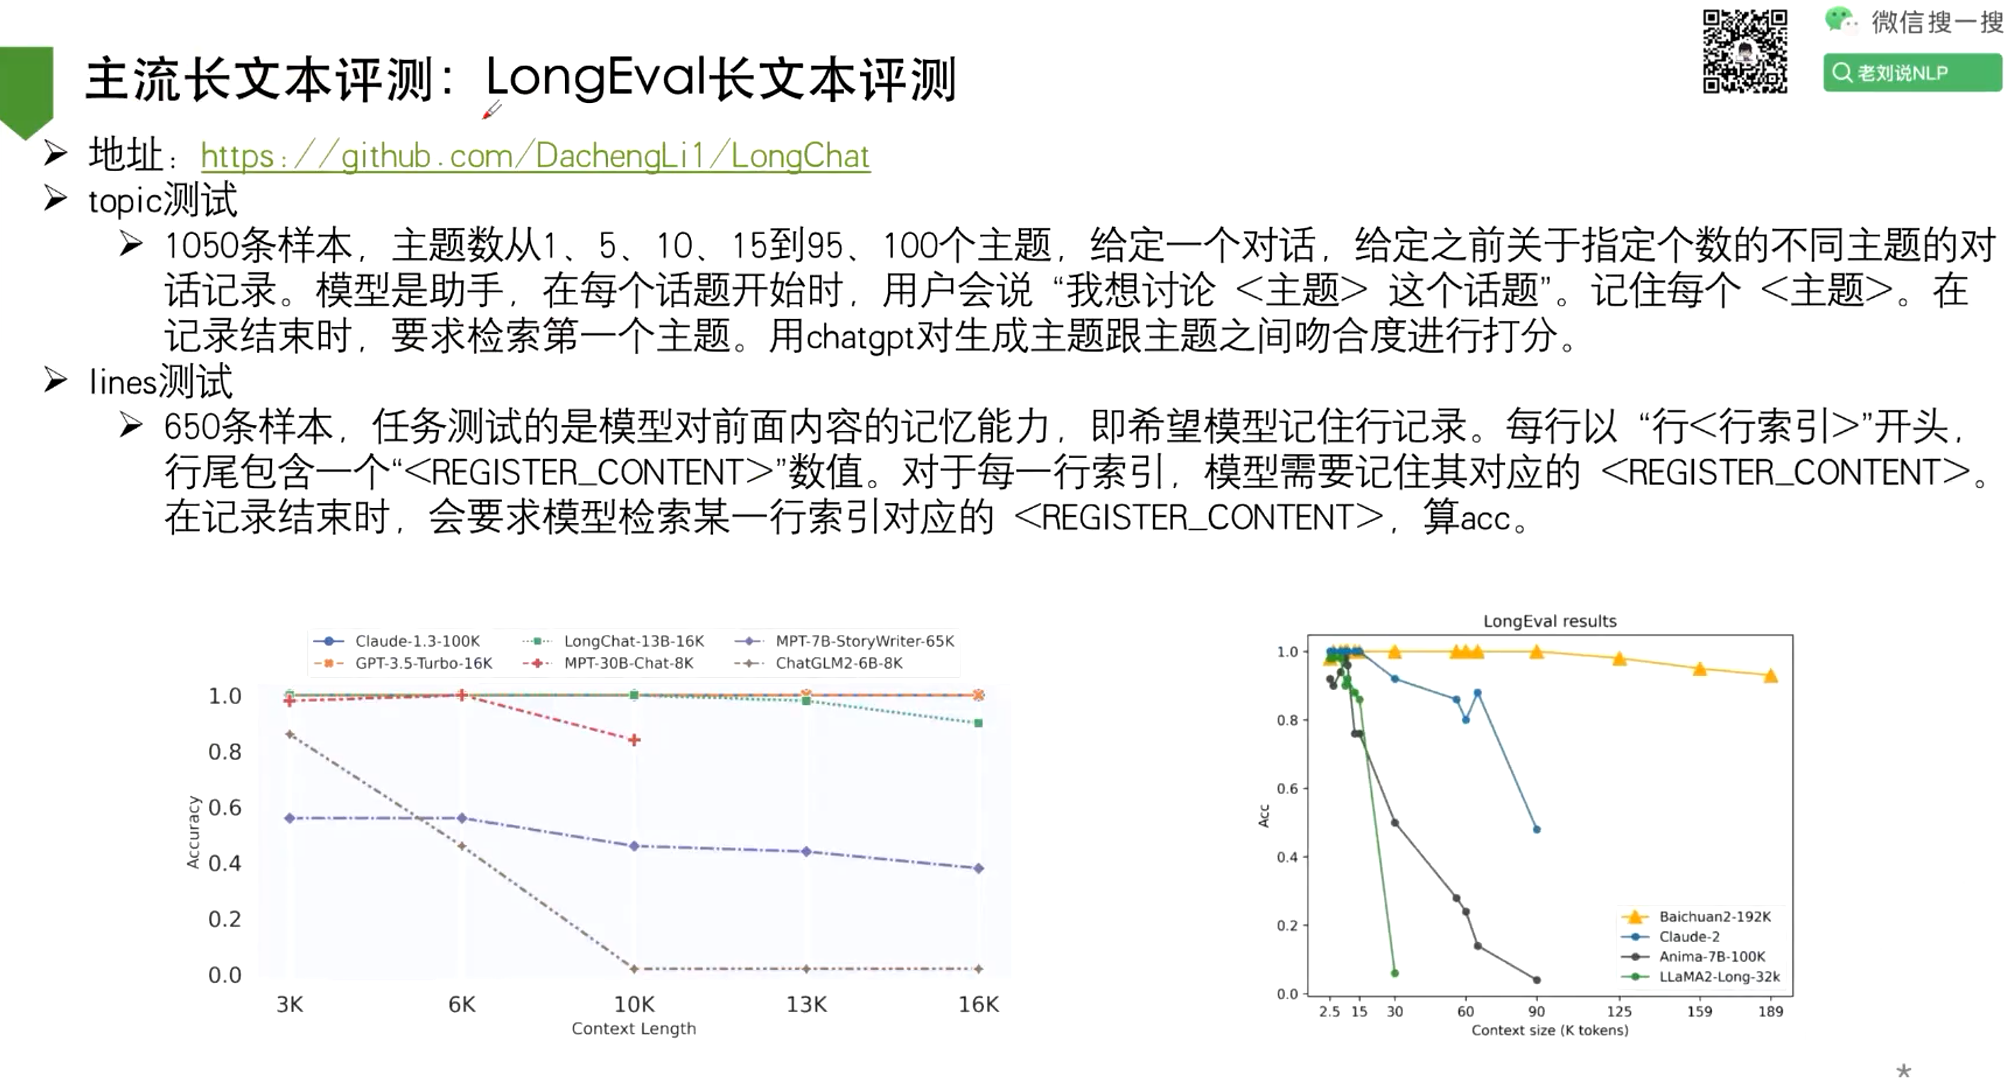 微信搜一搜
老刘说NLP
主流长文本评测：LongEval长文本评测
地址：https://github.com/DachengLi1/LongChat
topic测试
1050条样本，主题数从1、5、10、15到95、100个主题，给定一个对话，给定之前关于指定个数的不同主题的对
话记录。模型是助手，在每个话题开始时，用户会说“我想讨论 <主题> 这个话题”。记住每个 <主题>。在
记录结束时，要求检索第一个主题。用chatgpt对生成主题跟主题之间吻合度进行打分。
lines测试
650条样本，任务测试的是模型对前面内容的记忆能力，即希望模型记住行记录。每行以“行<行索引>”开头，
行尾包含一个“<REGISTER_CONTENT>”数值。对于每一行索引，模型需要记住其对应的 <REGISTER_CONTENT>。
在记录结束时，会要求模型检索某一行索引对应的 <REGISTER_CONTENT>，算acc。
Claude-1.3-100K LongChat-13B-16K MPT-7B-StoryWriter-65K
GPT-3.5-Turbo-16K MPT-30B-Chat-8K ChatGLM2-6B-8K
1.0
0.8
0.6
0.4
0.2
0.0
Accuracy
3K 6K 10K 13K 16K
Context Length
LongEval results
1.0
0.8
0.6
0.4
0.2
0.0
Acc
Baichuan2-192K
Claude-2
Anima-7B-100K
LLaMA2-Long-32k
2.5 15 30 60 90 125 159 189
Context size (K tokens)
*